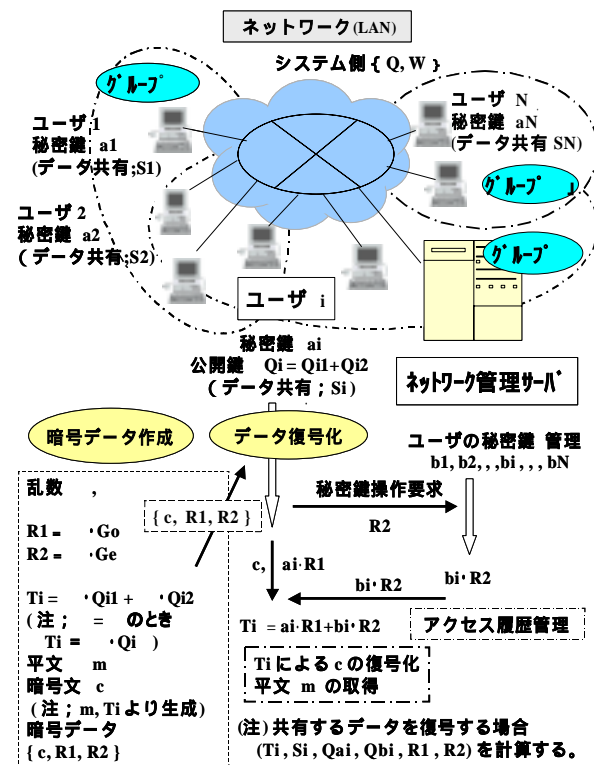 ネットワーク(LAN)
システム側 { Q, W }
グループ
ユーザ 1
秘密鍵 a1
(データ共有;S1)
ユーザ 2
秘密鍵 a2
( データ共有;S2)
ユーザ N
秘密鍵 aN
(データ共有 SN)
グループ j
グループ
ユーザ i
秘密鍵 ai
公開鍵 Qi = Qi1+Qi2
( データ共有 ; Si)
ネットワーク管理サーバ
暗号データ作成
データ復号化
ユーザの秘密鍵 管理
b1, b2, , ,bi , , , bN
乱数 ,
R1 = ・Go
R2 = ・Ge
Ti = ・Qi1 + ・Qi2
(注 ; = のとき
Ti = ・Qi )
平文 m
暗号文 c
(注 ; m, Ti より生成)
暗号データ
{ c, R1, R2 }
{ c, R1, R2 }
秘密鍵操作要求
R2
c, ai・R1
bi・R2
bi・R2
Ti = ai・R1+bi・R2
アクセス履歴管理
Ti による c の復号化
平文 m の取得
(注) 共有するデータを復号する場合
(Ti , Si , Qai , Qbi , R1 , R2) を計算する。